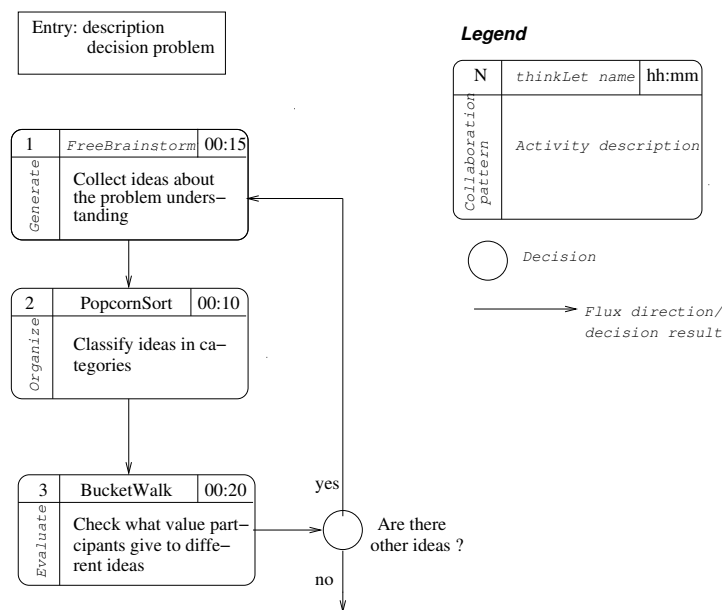 Entry: description
decision problem
Legend
N thinkLet name hh:mm
Collaboration
pattern
Activity description
Decision
Flux direction/
decision result
1 FreeBrainstorm 00:15
Generate
Collect ideas about
the problem unders-
tanding
2 PopcornSort 00:10
Organize
Classify ideas in ca-
tegories
3 BucketWalk 00:20
Evaluate
Check what value par-
cipants give to diffe-
rent ideas
yes
Are there
other ideas ?
no